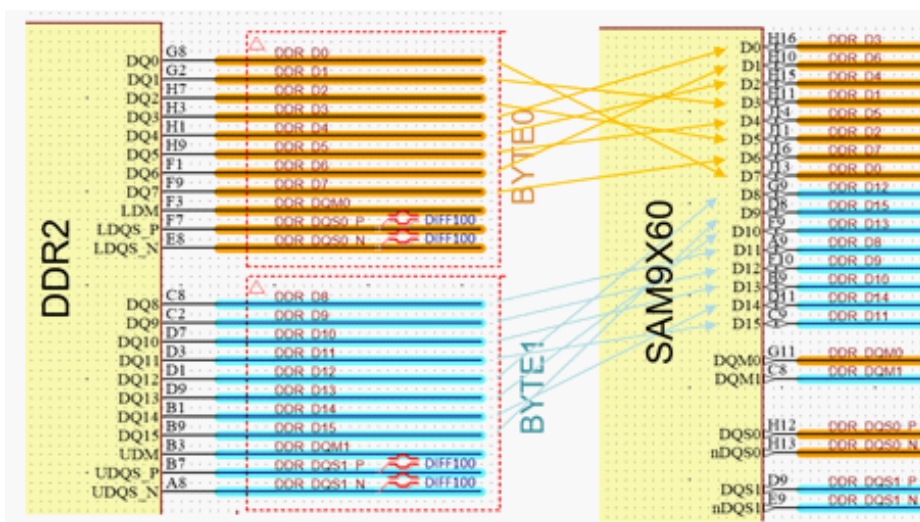 DDR2
DQ0 G8 DDR_D0
DQ1 G2 DDR_D1
DQ2 H7 DDR_D2
DQ3 H3 DDR_D3
DQ4 H1 DDR_D4
DQ5 H9 DDR_D5
DQ6 F1 DDR_D6
DQ7 F9 DDR_D7
LDM F3 DDR_DQM0
LDQS_P F7 DDR_DQS0_P DIFF100
LDQS_N E8 DDR_DQS0_N DIFF100
BYTE0
DQ8 C8 DDR_D8
DQ9 C2 DDR_D9
DQ10 D7 DDR_D10
DQ11 D3 DDR_D11
DQ12 D1 DDR_D12
DQ13 D9 DDR_D13
DQ14 B1 DDR_D14
DQ15 B9 DDR_D15
UDM B3 DDR_DQM1
UDQS_P B7 DDR_DQS1_P DIFF100
UDQS_N A8 DDR_DQS1_N DIFF100
BYTE1
SAM9X60
D0 H16 DDR_D3
D1 H10 DDR_D6
D2 H15 DDR_D4
D3 H11 DDR_D1
D4 J14 DDR_D5
D5 J11 DDR_D2
D6 J16 DDR_D7
D7 J13 DDR_D0
D8 G9 DDR_D12
D9 D8 DDR_D15
D10 F9 DDR_D13
D11 A9 DDR_D8
D12 DDR_D9
D13 DDR_D10
D14 D11 DDR_D14
D15 C9 DDR_D11
DQM0 G11 DDR_DQM0
DQM1 C8 DDR_DQM1
DQS0 H12 DDR_DQS0_P
nDQS0 H13 DDR_DQS0_N
DQS1 D9 DDR_DQS1_P
nDQS1 E9 DDR_DQS1_N